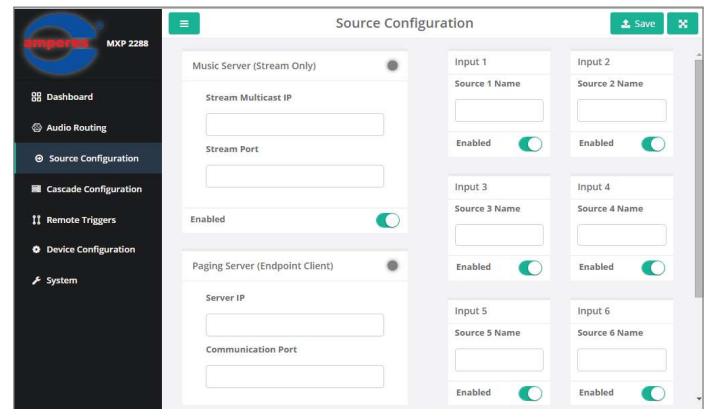 amperes
MXP 2288
Dashboard
Audio Routing
Source Configuration
Cascade Configuration
Remote Triggers
Device Configuration
System
Source Configuration
Save
Music Server (Stream Only)
Stream Multicast IP
Stream Port
Enabled
Paging Server (Endpoint Client)
Server IP
Communication Port
Input 1
Source 1 Name
Enabled
Input 2
Source 2 Name
Enabled
Input 3
Source 3 Name
Enabled
Input 4
Source 4 Name
Enabled
Input 5
Source 5 Name
Enabled
Input 6
Source 6 Name
Enabled